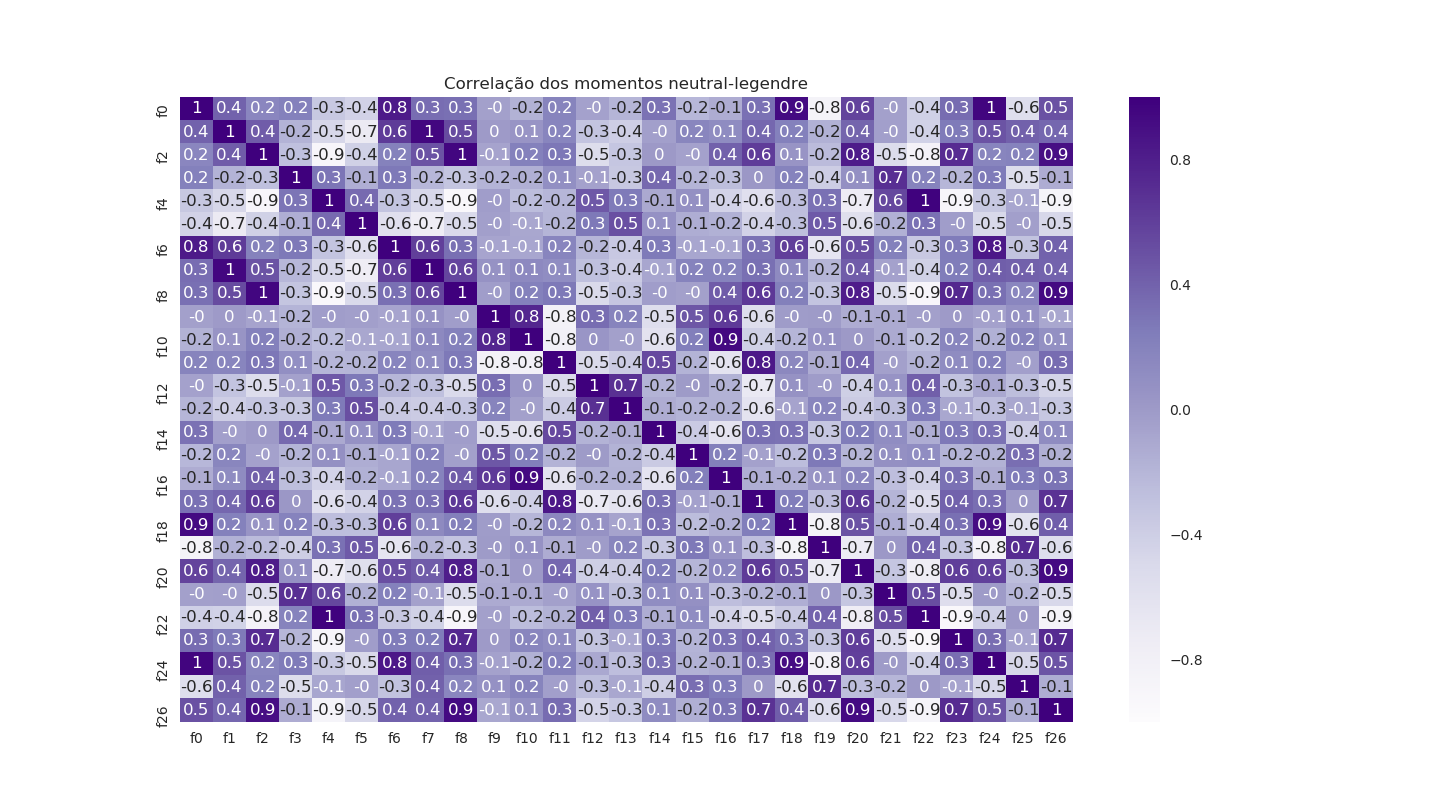 Correlação dos momentos neutral-legendre
f0 1 0.4 0.2 0.2 -0.3 -0.4 0.8 0.3 0.3 -0 -0.2 0.2 -0 -0.2 0.3 -0.2 -0.1 0.3 0.9 -0.8 0.6 -0 -0.4 0.3 1 -0.6 0.5
0.4 1 0.4 -0.2 -0.5 -0.7 0.6 1 0.5 0 0.1 0.2 -0.3 -0.4 -0 0.2 0.1 0.4 0.2 -0.2 0.4 -0 -0.4 0.3 0.5 0.4 0.4
f2 0.2 0.4 1 -0.3 -0.9 -0.4 0.2 0.5 1 -0.1 0.2 0.3 -0.5 -0.3 0 -0 0.4 0.6 0.1 -0.2 0.8 -0.5 -0.8 0.7 0.2 0.2 0.9
0.2 -0.2 -0.3 1 0.3 -0.1 0.3 -0.2 -0.3 -0.2 -0.2 0.1 -0.1 -0.3 0.4 -0.2 -0.3 0 0.2 -0.4 0.1 0.7 0.2 -0.2 0.3 -0.5 -0.1
f4 -0.3 -0.5 -0.9 0.3 1 0.4 -0.3 -0.5 -0.9 -0 -0.2 -0.2 0.5 0.3 -0.1 0.1 -0.4 -0.6 -0.3 0.3 -0.7 0.6 1 -0.9 -0.3 -0.1 -0.9
-0.4 -0.7 -0.4 -0.1 0.4 1 -0.6 -0.7 -0.5 -0 -0.1 -0.2 0.3 0.5 0.1 -0.1 -0.2 -0.4 -0.3 0.5 -0.6 -0.2 0.3 -0 -0.5 -0 -0.5
f6 0.8 0.6 0.2 0.3 -0.3 -0.6 1 0.6 0.3 -0.1 -0.1 0.2 -0.2 -0.4 0.3 -0.1 -0.1 0.3 0.6 -0.6 0.5 0.2 -0.3 0.3 0.8 -0.3 0.4
0.3 1 0.5 -0.2 -0.5 -0.7 0.6 1 0.6 0.1 0.1 0.1 -0.3 -0.4 -0.1 0.2 0.2 0.3 0.1 -0.2 0.4 -0.1 -0.4 0.2 0.4 0.4 0.4
f8 0.3 0.5 1 -0.3 -0.9 -0.5 0.3 0.6 1 -0 0.2 0.3 -0.5 -0.3 -0 -0 0.4 0.6 0.2 -0.3 0.8 -0.5 -0.9 0.7 0.3 0.2 0.9
-0 0 -0.1 -0.2 -0 -0 -0.1 0.1 -0 1 0.8 -0.8 0.3 0.2 -0.5 0.5 0.6 -0.6 -0 -0 -0.1 -0.1 -0 0 -0.1 0.1 -0.1
f10 -0.2 0.1 0.2 -0.2 -0.2 -0.1 -0.1 0.1 0.2 0.8 1 -0.8 0 -0 -0.6 0.2 0.9 -0.4 -0.2 0.1 0 -0.1 -0.2 0.2 -0.2 0.2 0.1
0.2 0.2 0.3 0.1 -0.2 -0.2 0.2 0.1 0.3 -0.8 -0.8 1 -0.5 -0.4 0.5 -0.2 -0.6 0.8 0.2 -0.1 0.4 -0 -0.2 0.1 0.2 -0 0.3
f12 -0 -0.3 -0.5 -0.1 0.5 0.3 -0.2 -0.3 -0.5 0.3 0 -0.5 1 0.7 -0.2 -0 -0.2 -0.7 0.1 -0 -0.4 0.1 0.4 -0.3 -0.1 -0.3 -0.5
-0.2 -0.4 -0.3 -0.3 0.3 0.5 -0.4 -0.4 -0.3 0.2 -0 -0.4 0.7 1 -0.1 -0.2 -0.2 -0.6 -0.1 0.2 -0.4 -0.3 0.3 -0.1 -0.3 -0.1 -0.3
f14 0.3 -0 0 0.4 -0.1 0.1 0.3 -0.1 -0 -0.5 -0.6 0.5 -0.2 -0.1 1 -0.4 -0.6 0.3 0.3 -0.3 0.2 0.1 -0.1 0.3 0.3 -0.4 0.1
-0.2 0.2 -0 -0.2 0.1 -0.1 -0.1 0.2 -0 0.5 0.2 -0.2 -0 -0.2 -0.4 1 0.2 -0.1 -0.2 0.3 -0.2 0.1 0.1 -0.2 -0.2 0.3 -0.2
f16 -0.1 0.1 0.4 -0.3 -0.4 -0.2 -0.1 0.2 0.4 0.6 0.9 -0.6 -0.2 -0.2 -0.6 0.2 1 -0.1 -0.2 0.1 0.2 -0.3 -0.4 0.3 -0.1 0.3 0.3
0.3 0.4 0.6 0 -0.6 -0.4 0.3 0.3 0.6 -0.6 -0.4 0.8 -0.7 -0.6 0.3 -0.1 -0.1 1 0.2 -0.3 0.6 -0.2 -0.5 0.4 0.3 0 0.7
f18 0.9 0.2 0.1 0.2 -0.3 -0.3 0.6 0.1 0.2 -0 -0.2 0.2 0.1 -0.1 0.3 -0.2 -0.2 0.2 1 -0.8 0.5 -0.1 -0.4 0.3 0.9 -0.6 0.4
-0.8 -0.2 -0.2 -0.4 0.3 0.5 -0.6 -0.2 -0.3 -0 0.1 -0.1 -0 0.2 -0.3 0.3 0.1 -0.3 -0.8 1 -0.7 0 0.4 -0.3 -0.8 0.7 -0.6
f20 0.6 0.4 0.8 0.1 -0.7 -0.6 0.5 0.4 0.8 -0.1 0 0.4 -0.4 -0.4 0.2 -0.2 0.2 0.6 0.5 -0.7 1 -0.3 -0.8 0.6 0.6 -0.3 0.9
-0 -0 -0.5 0.7 0.6 -0.2 0.2 -0.1 -0.5 -0.1 -0.1 -0 0.1 -0.3 0.1 0.1 -0.3 -0.2 -0.1 0 -0.3 1 0.5 -0.5 -0 -0.2 -0.5
f22 -0.4 -0.4 -0.8 0.2 1 0.3 -0.3 -0.4 -0.9 -0 -0.2 -0.2 0.4 0.3 -0.1 0.1 -0.4 -0.5 -0.4 0.4 -0.8 0.5 1 -0.9 -0.4 0 -0.9
0.3 0.3 0.7 -0.2 -0.9 -0 0.3 0.2 0.7 0 0.2 0.1 -0.3 -0.1 0.3 -0.2 0.3 0.4 0.3 -0.3 0.6 -0.5 -0.9 1 0.3 -0.1 0.7
f24 1 0.5 0.2 0.3 -0.3 -0.5 0.8 0.4 0.3 -0.1 -0.2 0.2 -0.1 -0.3 0.3 -0.2 -0.1 0.3 0.9 -0.8 0.6 -0 -0.4 0.3 1 -0.5 0.5
-0.6 0.4 0.2 -0.5 -0.1 -0 -0.3 0.4 0.2 0.1 0.2 -0 -0.3 -0.1 -0.4 0.3 0.3 0 -0.6 0.7 -0.3 -0.2 0 -0.1 -0.5 1 -0.1
f26 0.5 0.4 0.9 -0.1 -0.9 -0.5 0.4 0.4 0.9 -0.1 0.1 0.3 -0.5 -0.3 0.1 -0.2 0.3 0.7 0.4 -0.6 0.9 -0.5 -0.9 0.7 0.5 -0.1 1
f0 f1 f2 f3 f4 f5 f6 f7 f8 f9 f10 f11 f12 f13 f14 f15 f16 f17 f18 f19 f20 f21 f22 f23 f24 f25 f26
0.8
0.4
0.0
−0.4
−0.8